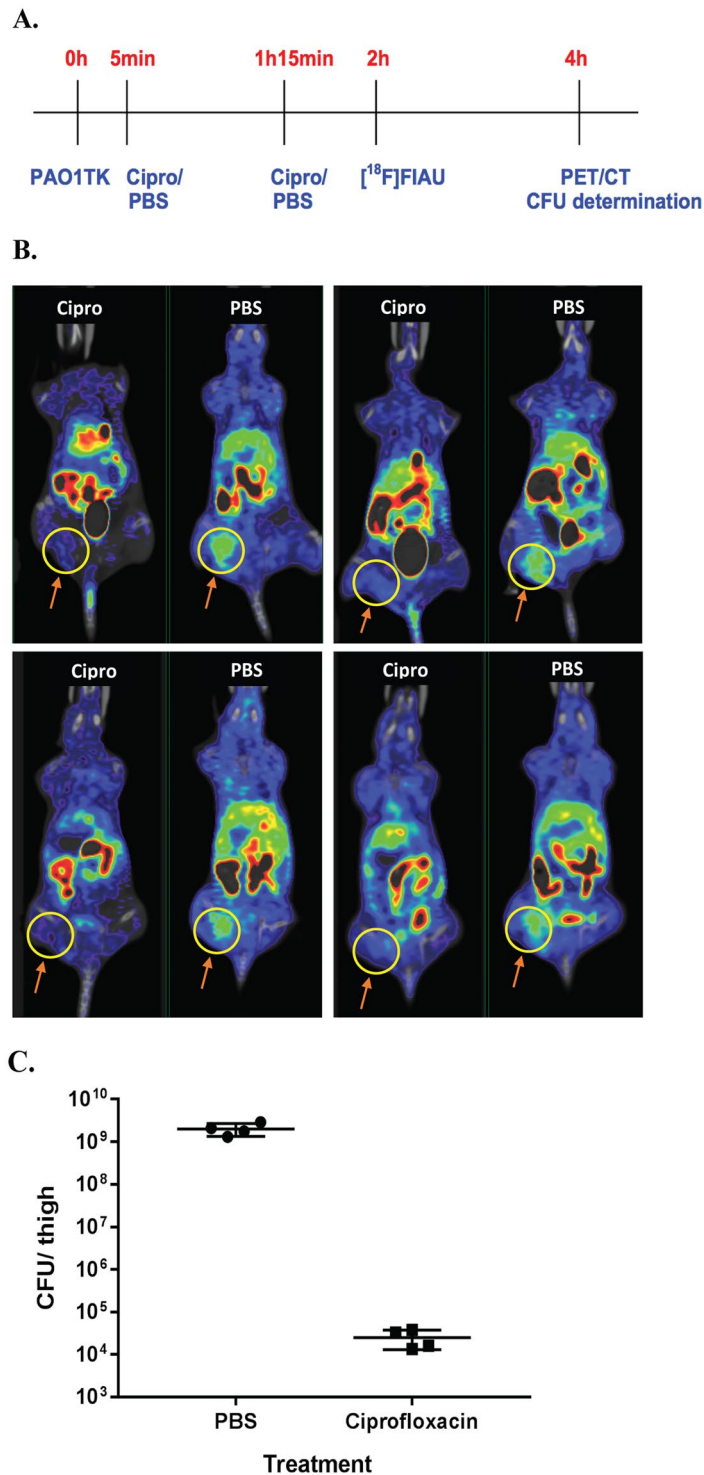 A.
0h 5min 1h15min 2h 4h
PAO1TK Cipro/ Cipro/ [18F]FIAU PET/CT
PBS PBS CFU determination
B.
Cipro PBS Cipro PBS
Cipro PBS Cipro PBS
C.
10^10
10^9
10^8
10^7
10^6
10^5
10^4
10^3
CFU/ thigh
PBS Ciprofloxacin
Treatment